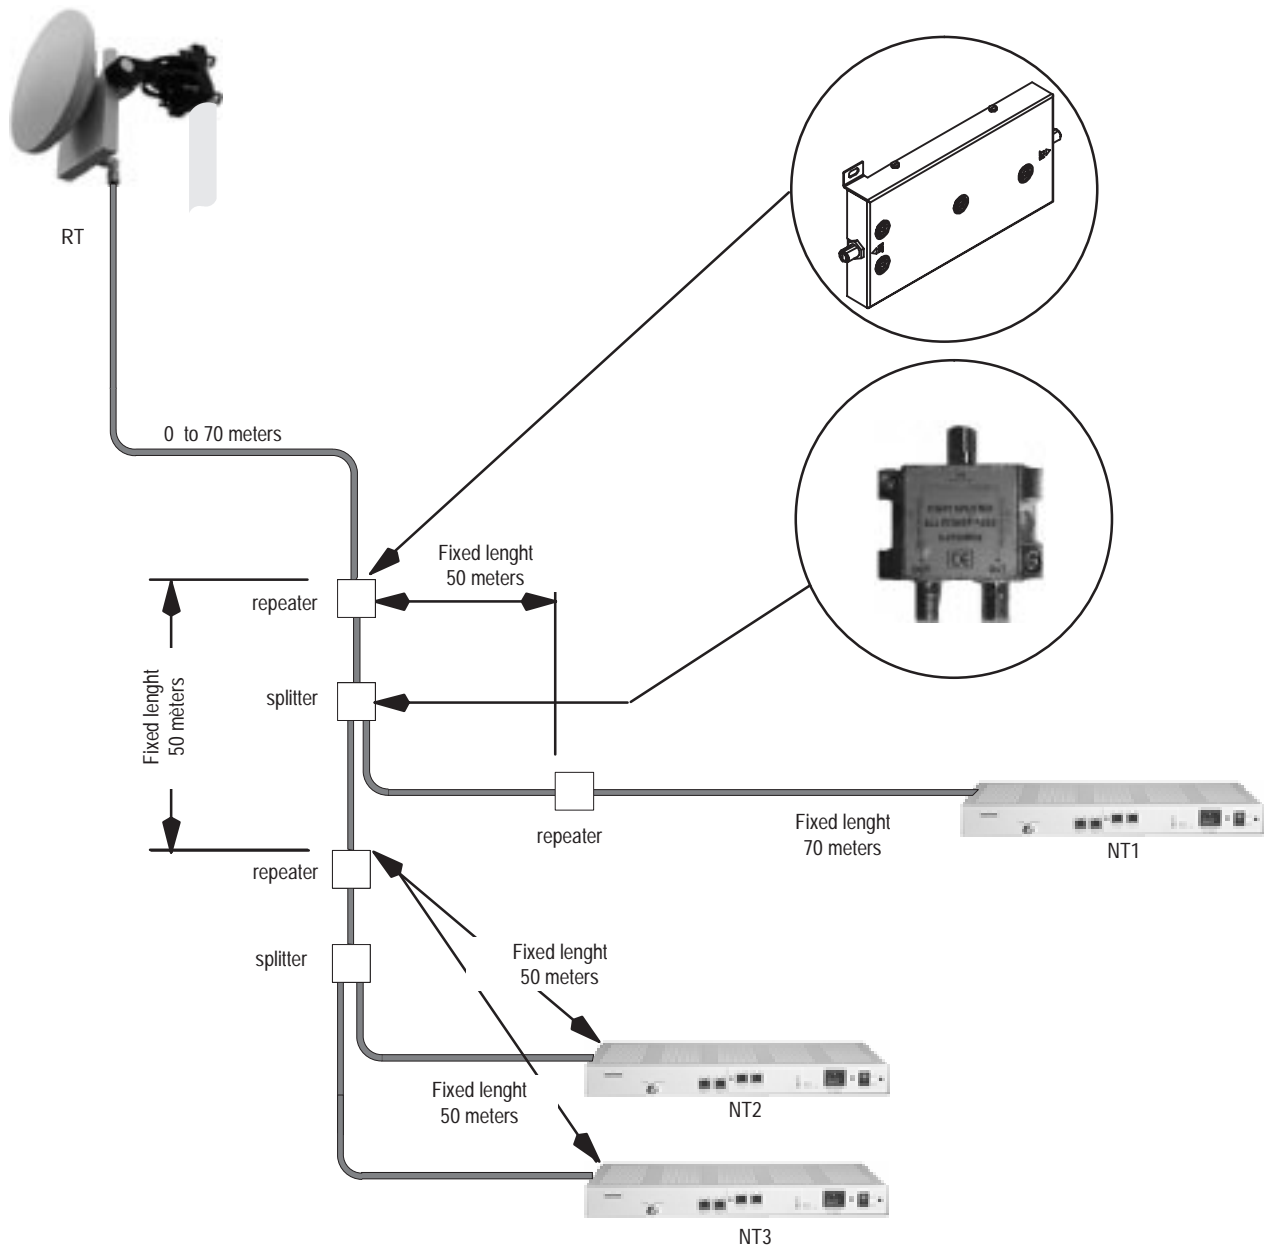 RT
0 to 70 meters
Fixed lenght
50 meters
repeater
Fixed lenght
50 mèters
splitter
repeater
Fixed lenght
70 meters
NT1
repeater
splitter
Fixed lenght
50 meters
Fixed lenght
50 meters
NT2
NT3